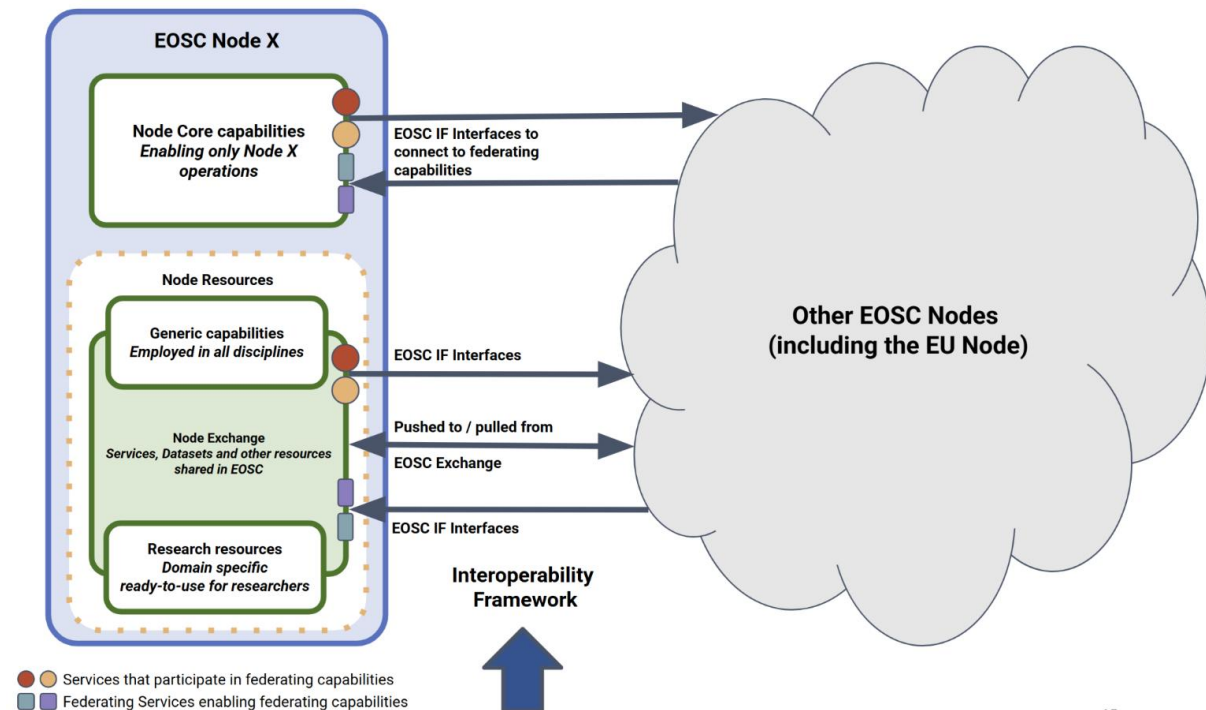 EOSC Node X
Node Core capabilities
Enabling only Node X
operations
EOSC IF Interfaces to
connect to federating
capabilities
Node Resources
Generic capabilities
Employed in all disciplines
EOSC IF Interfaces
Node Exchange
Services, Datasets and other resources
shared in EOSC
Pushed to / pulled from
EOSC Exchange
EOSC IF Interfaces
Research resources
Domain specific
ready-to-use for researchers
Other EOSC Nodes
(including the EU Node)
Interoperability
Framework
Services that participate in federating capabilities
Federating Services enabling federating capabilities